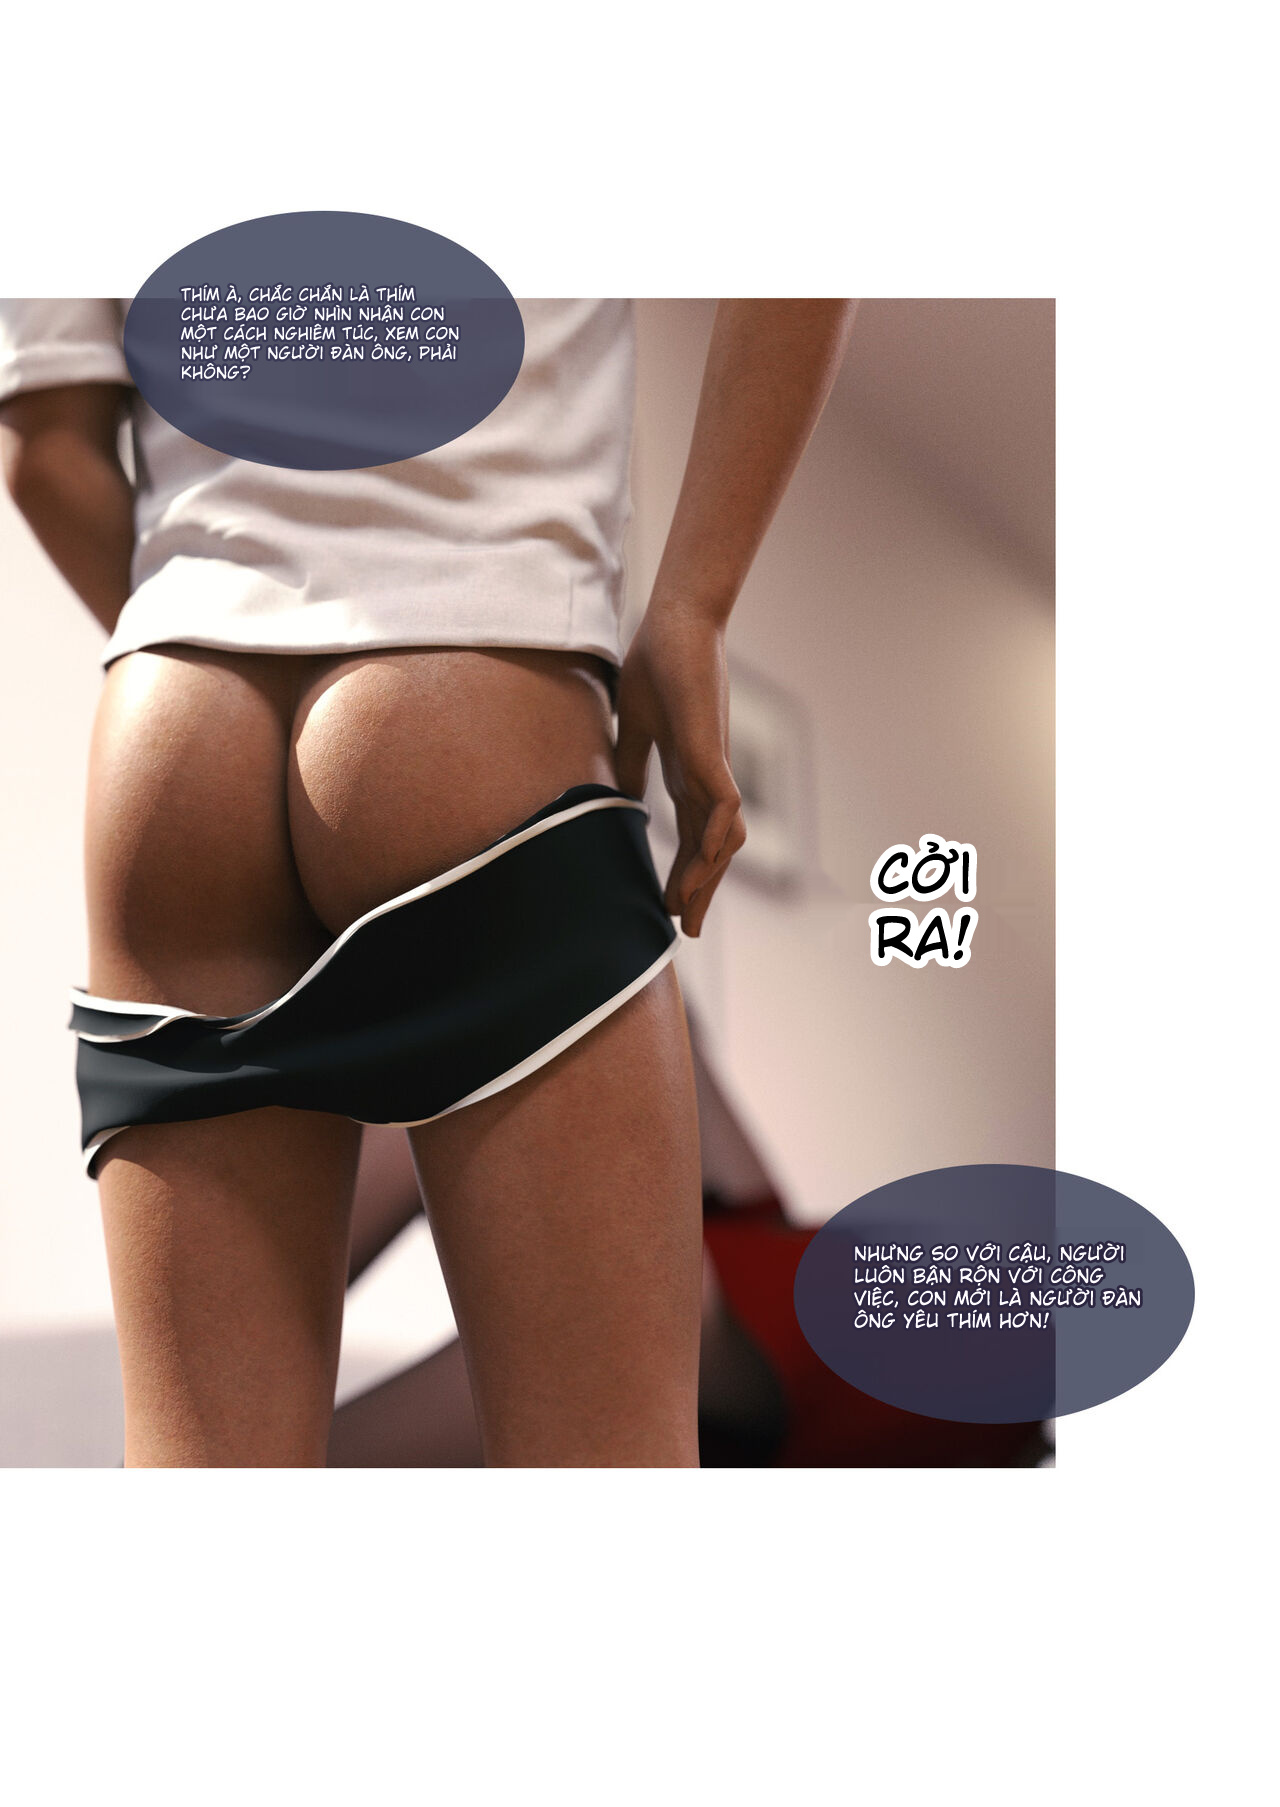 THÍM À, CHẮC CHẮN LÀ THÍM
CHƯA BAO GIỜ NHÌN NHẬN CON
MỘT CÁCH NGHIÊM TÚC, XEM CON
NHƯ MỘT NGƯỜI ĐÀN ÔNG, PHẢI
KHÔNG?
CỞI
RA!
NHƯNG SO VỚI CẬU, NGƯỜI
LUÔN BẬN RỘN VỚI CÔNG
VIỆC, CON MỚI LÀ NGƯỜI ĐÀN
ÔNG YÊU THÍM HƠN!